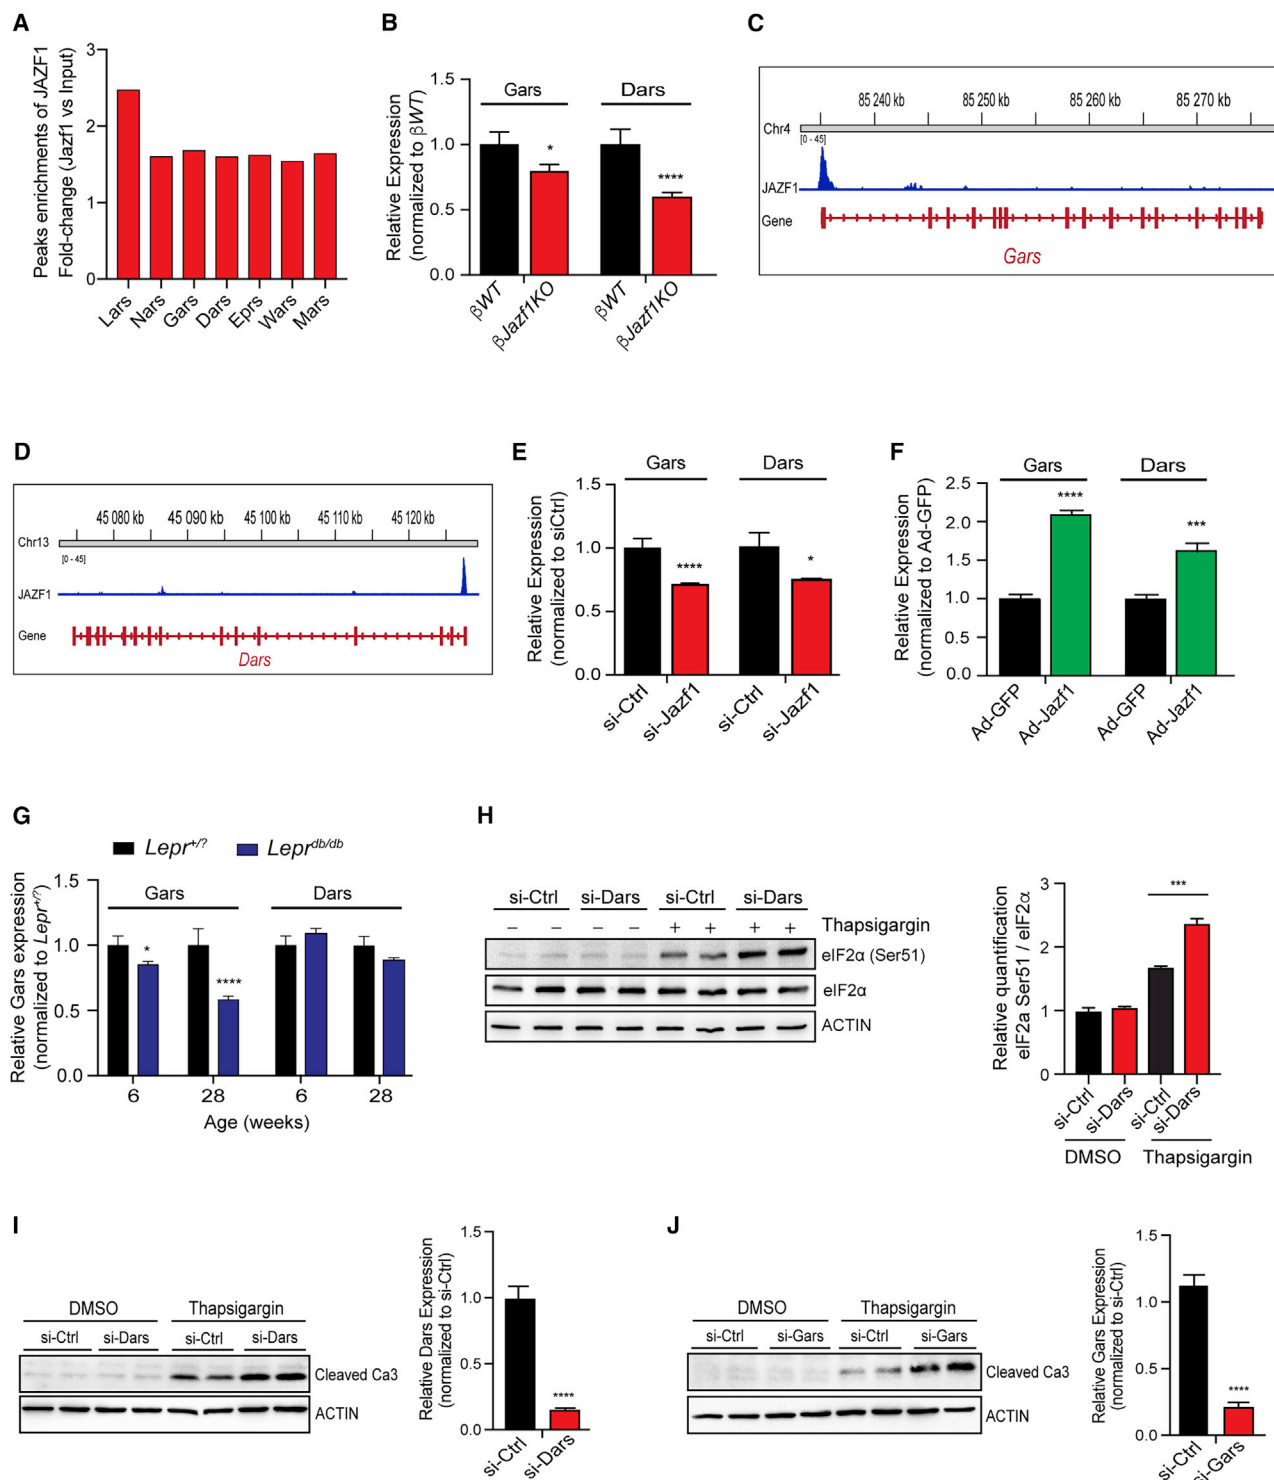 A
Peaks enrichments of JAZF1
Fold-change (Jazf1 vs Input)
3
2
1
0
Lars
Nars
Gars
Dars
Eprs
Wars
Mars
B
Relative Expression
(normalized to βWT)
1.5
1.0
0.5
0.0
Gars
Dars
*
****
βWT
βJazf1KO
βWT
βJazf1KO
C
85 240 kb 85 250 kb 85 260 kb 85 270 kb
Chr4
[0 - 45]
JAZF1
Gene
Gars
D
45 080 kb 45 090 kb 45 100 kb 45 110 kb 45 120 kb
Chr13
[0 - 45]
JAZF1
Gene
Dars
E
Relative Expression
(normalized to siCtrl)
1.5
1.0
0.5
0.0
Gars
Dars
****
*
si-Ctrl
si-Jazf1
si-Ctrl
si-Jazf1
F
Relative Expression
(normalized to Ad-GFP)
2.5
2.0
1.5
1.0
0.5
0.0
Gars
Dars
****
***
Ad-GFP
Ad-Jazf1
Ad-GFP
Ad-Jazf1
G
Lepr+/?
Leprdb/db
Relative Gars expression
(normalized to Lepr+/?)
1.5
1.0
0.5
0.0
Gars
Dars
*
****
6 28 6 28
Age (weeks)
H
si-Ctrl si-Dars si-Ctrl si-Dars
− − − − + + + + Thapsigargin
eIF2α (Ser51)
eIF2α
ACTIN
Relative quantification
eIF2a Ser51 / eIF2α
3
2
1
0
***
si-Ctrl
si-Dars
si-Ctrl
si-Dars
DMSO Thapsigargin
I
DMSO Thapsigargin
si-Ctrl si-Dars si-Ctrl si-Dars
Cleaved Ca3
ACTIN
Relative Dars Expression
(normalized to si-Ctrl)
1.5
1.0
0.5
0.0
****
si-Ctrl
si-Dars
J
DMSO Thapsigargin
si-Ctrl si-Gars si-Ctrl si-Gars
Cleaved Ca3
ACTIN
Relative Gars Expression
(normalized to si-Ctrl)
1.5
1.0
0.5
0.0
****
si-Ctrl
si-Gars